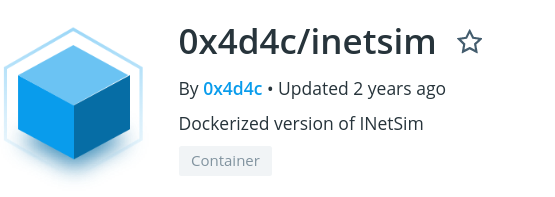 0x4d4c/inetsim
By 0x4d4c • Updated 2 years ago
Dockerized version of INetSim
Container